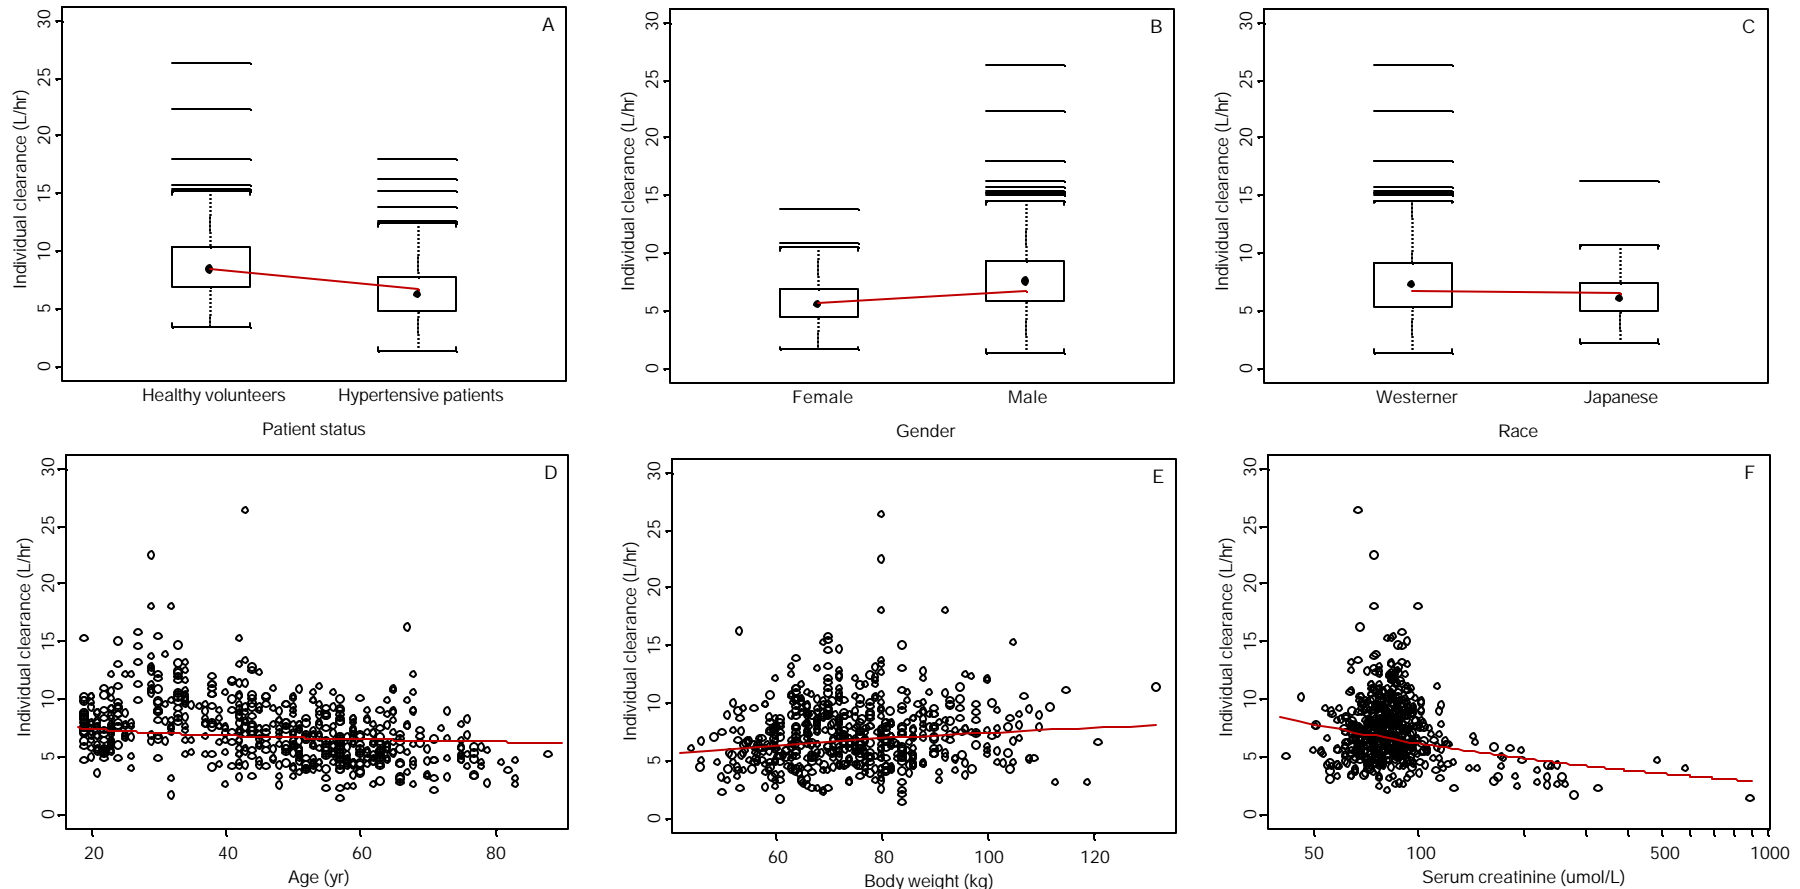 A
Individual clearance (L/hr)
30
25
20
15
10
5
0
Healthy volunteers
Hypertensive patients
Patient status
B
Individual clearance (L/hr)
30
25
20
15
10
5
0
Female
Male
Gender
C
Individual clearance (L/hr)
30
25
20
15
10
5
0
Westerner
Japanese
Race
D
Individual clearance (L/hr)
30
25
20
15
10
5
0
20
40
60
80
Age (yr)
E
Individual clearance (L/hr)
30
25
20
15
10
5
0
60
80
100
120
Body weight (kg)
F
Individual clearance (L/hr)
30
25
20
15
10
5
0
50
100
500
1000
Serum creatinine (umol/L)